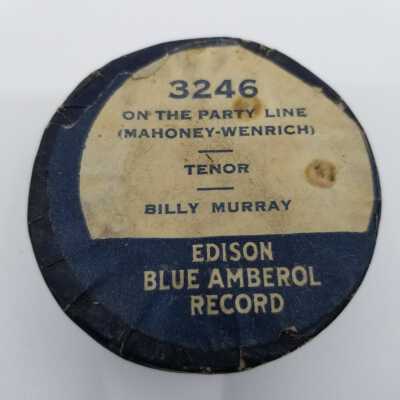 3246
ON THE PARTY LINE
(MAHONEY-WENRICH)
TENOR
BILLY MURRAY
EDISON
BLUE AMBEROL
RECORD